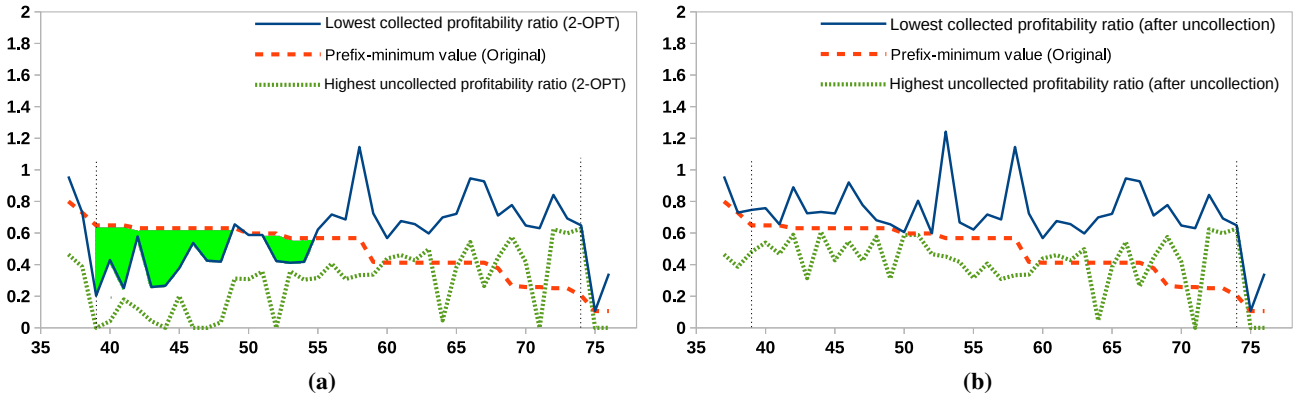 2
1.8
1.6
1.4
1.2
1
0.8
0.6
0.4
0.2
0
35 40 45 50 55 60 65 70 75
Lowest collected profitability ratio (2-OPT)
Prefix-minimum value (Original)
Highest uncollected profitability ratio (2-OPT)
(a)
2
1.8
1.6
1.4
1.2
1
0.8
0.6
0.4
0.2
0
35 40 45 50 55 60 65 70 75
Lowest collected profitability ratio (after uncollection)
Prefix-minimum value (Original)
Highest uncollected profitability ratio (after uncollection)
(b)